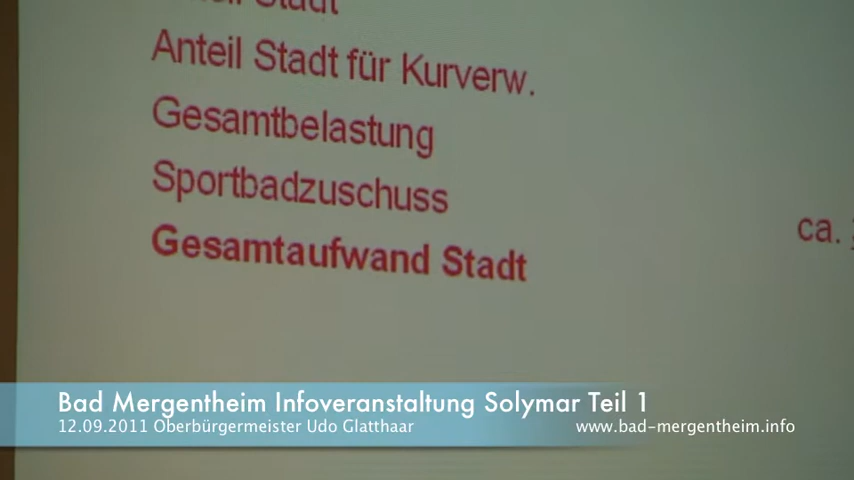 Stadt
Anteil Stadt für Kurverw.
Gesamtbelastung
Sportbadzuschuss
ca.
Gesamtaufwand Stadt
Bad Mergentheim Infoveranstaltung Solymar Teil 1
12.09.2011 Oberbürgermeister Udo Glatthaar
www.bad-mergentheim.info